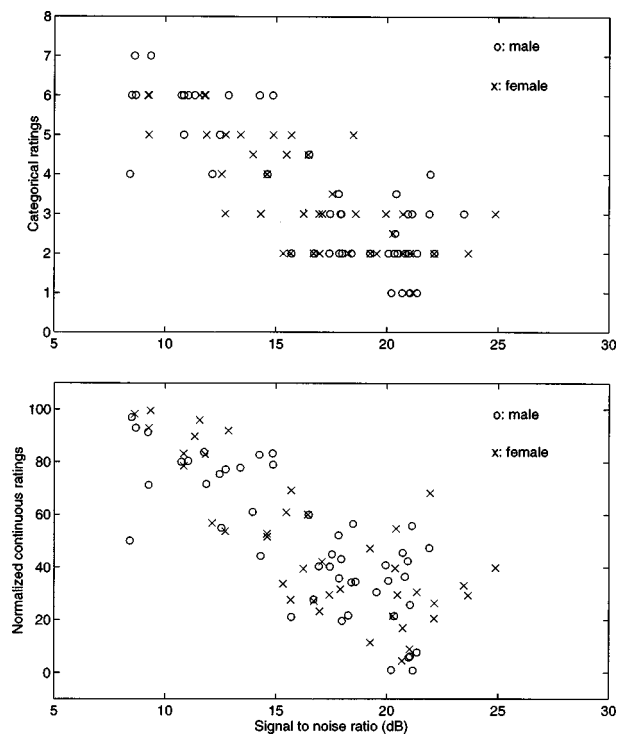 8
7
6
5
4
3
2
1
0
Categorical ratings
o: male
x: female
5 10 15 20 25 30
100
80
60
40
20
0
Normalized continuous ratings
o: male
x: female
5 10 15 20 25 30
Signal to noise ratio (dB)